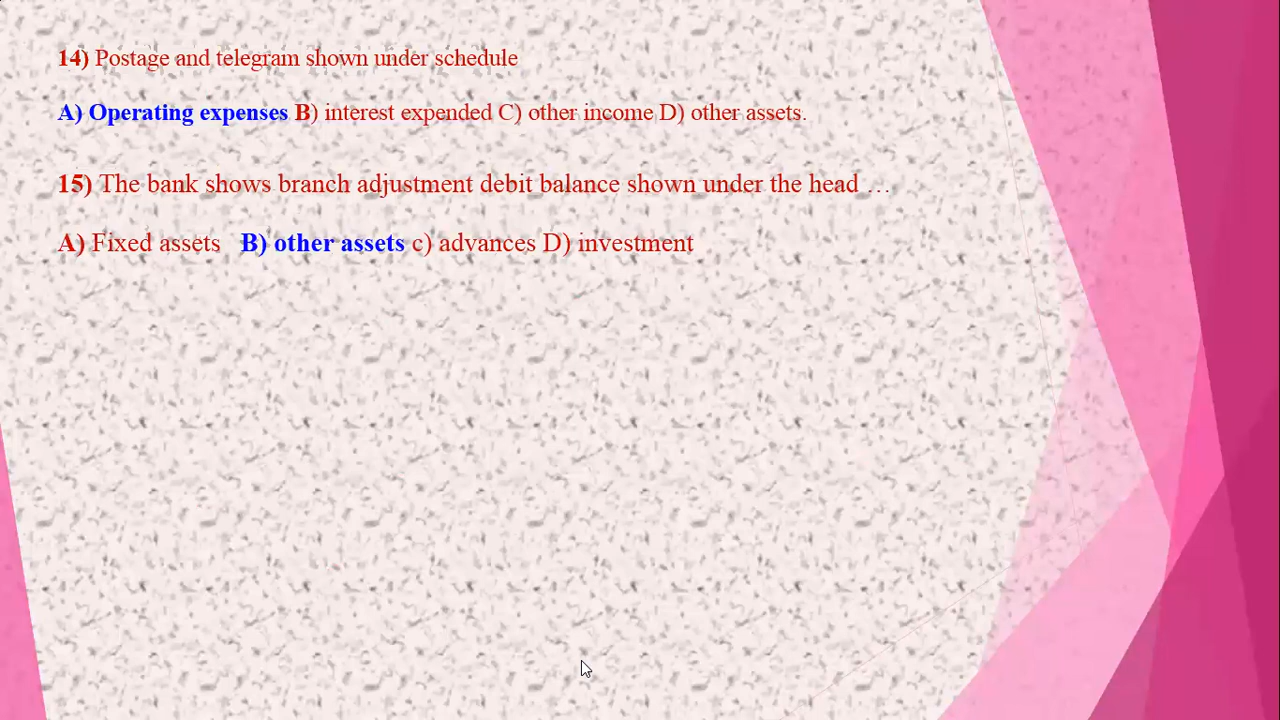 14) Postage and telegram shown under schedule
A) Operating expenses B) interest expended C) other income D) other assets.
15) The bank shows branch adjustment debit balance shown under the head …
A) Fixed assets B) other assets c) advances D) investment